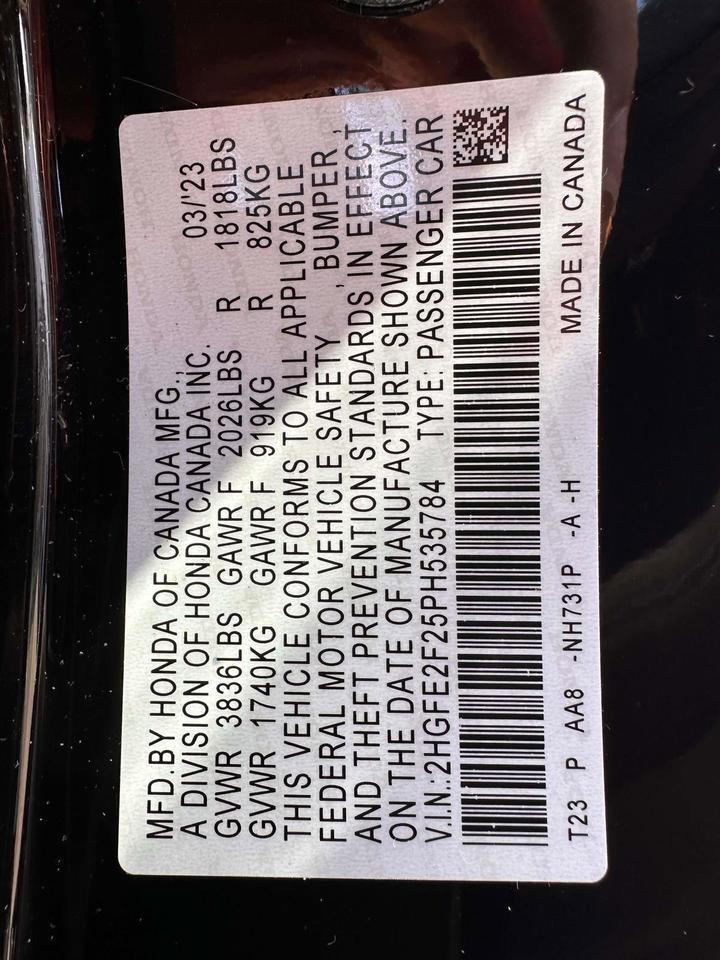 MFD.BY HONDA OF CANADA MFG.,
A DIVISION OF HONDA CANADA INC. 03/'23
GVWR 3836LBS GAWR F 2026LBS R 1818LBS
GVWR 1740KG GAWR F 919KG R 825KG
THIS VEHICLE CONFORMS TO ALL APPLICABLE
FEDERAL MOTOR VEHICLE SAFETY , BUMPER ,
AND THEFT PREVENTION STANDARDS IN EFFECT
ON THE DATE OF MANUFACTURE SHOWN ABOVE.
V.I.N.:2HGFE2F25PH535784 TYPE: PASSENGER CAR
T23 P AA8 -NH731P -A -H MADE IN CANADA